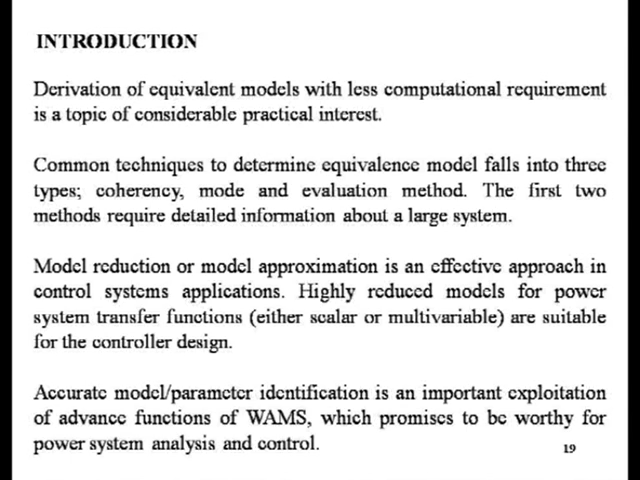 INTRODUCTION
Derivation of equivalent models with less computational requirement
is a topic of considerable practical interest.
Common techniques to determine equivalence model falls into three
types; coherency, mode and evaluation method. The first two
methods require detailed information about a large system.
Model reduction or model approximation is an effective approach in
control systems applications. Highly reduced models for power
system transfer functions (either scalar or multivariable) are suitable
for the controller design.
Accurate model/parameter identification is an important exploitation
of advance functions of WAMS, which promises to be worthy for
power system analysis and control.
19